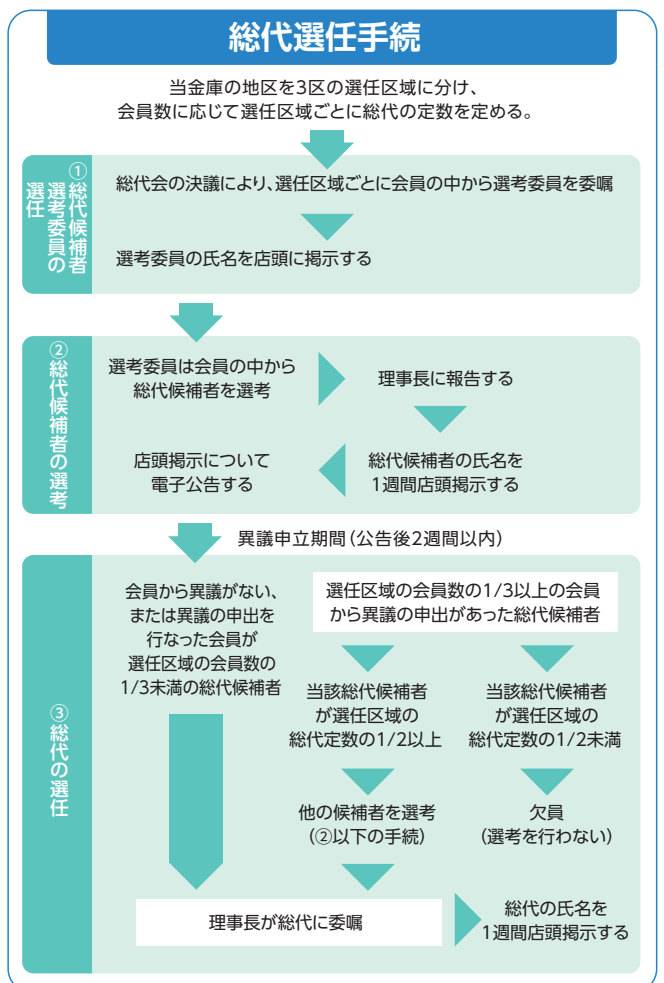 総代選任手続
当金庫の地区を3区の選任区域に分け、
会員数に応じて選任区域ごとに総代の定数を定める。
①総代候補者
選考委員の
選任
総代会の決議により、選任区域ごとに会員の中から選考委員を委嘱
選考委員の氏名を店頭に掲示する
②総代候補者の選考
選考委員は会員の中から
総代候補者を選考
理事長に報告する
総代候補者の氏名を
1週間店頭掲示する
店頭掲示について
電子公告する
異議申立期間(公告後2週間以内)
③総代の選任
会員から異議がない、
または異議の申出を
行なった会員が
選任区域の会員数の
1/3未満の総代候補者
選任区域の会員数の1/3以上の会員
から異議の申出があった総代候補者
当該総代候補者
が選任区域の
総代定数の1/2以上
当該総代候補者
が選任区域の
総代定数の1/2未満
他の候補者を選考
(②以下の手続)
欠員
(選考を行わない)
理事長が総代に委嘱
総代の氏名を
1週間店頭掲示する